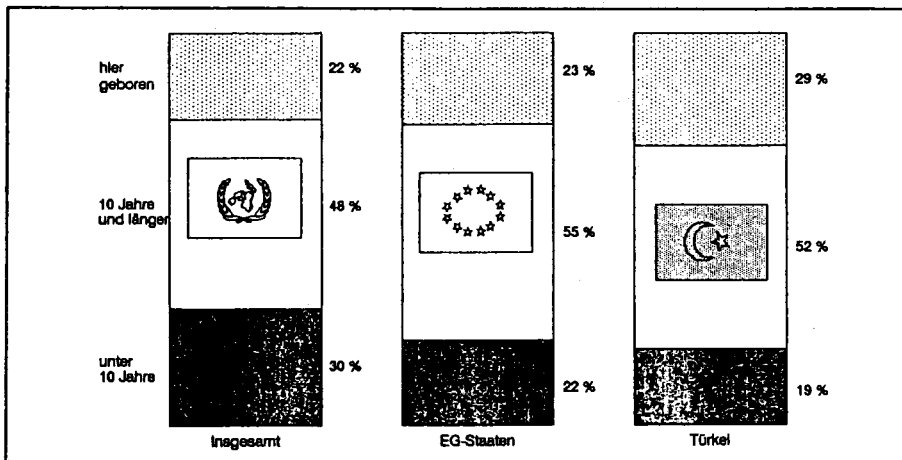 hier
geboren
22 %
23 %
29 %
10 Jahre
und länger
48 %
55 %
52 %
unter
10 Jahre
30 %
22 %
19 %
Insgesamt
EG-Staaten
Türkei